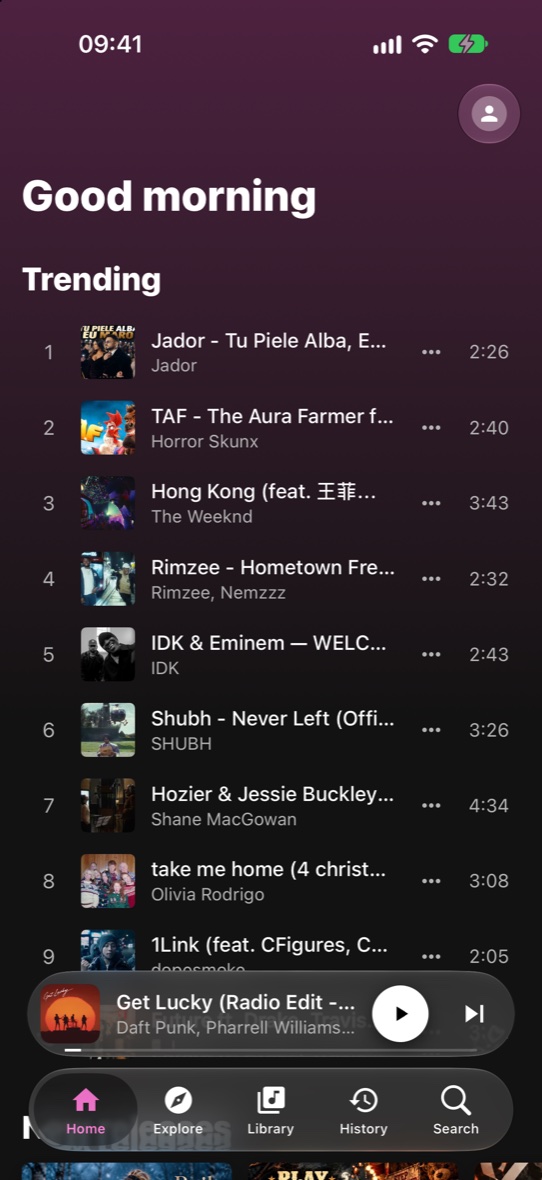 09:41
Good morning
Trending
1
Jador - Tu Piele Alba, E...
Jador
2:26
2
TAF - The Aura Farmer f...
Horror Skunx
2:40
3
Hong Kong (feat. 王菲...
The Weeknd
3:43
4
Rimzee - Hometown Fre...
Rimzee, Nemzzz
2:32
5
IDK & Eminem — WELC...
IDK
2:43
6
Shubh - Never Left (Offi...
SHUBH
3:26
7
Hozier & Jessie Buckley...
Shane MacGowan
4:34
8
take me home (4 christ...
Olivia Rodrigo
3:08
9
1Link (feat. CFigures, C...
2:05
Get Lucky (Radio Edit -...
Daft Punk, Pharrell Williams...
Home
Explore
Library
History
Search
PLAY